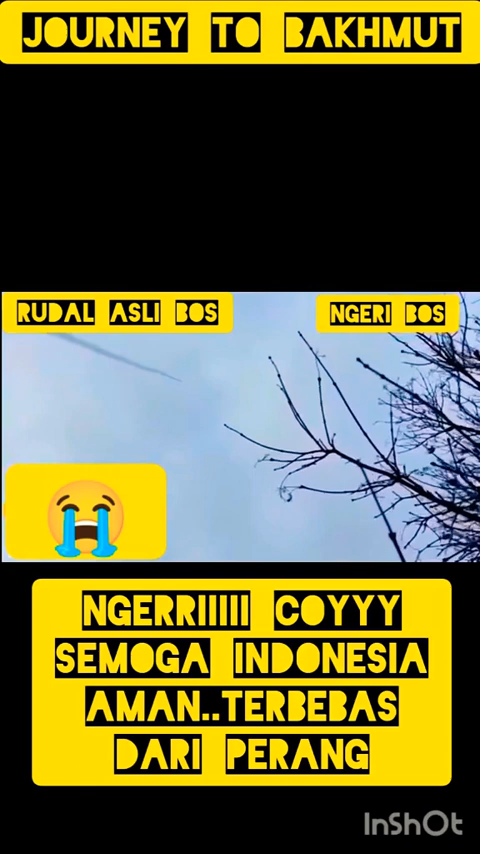 JOURNEY TO BAKHMUT
RUDAL ASLI BOS
NGERI BOS
NGERRIIIII COYYY
SEMOGA INDONESIA
AMAN..TERBEBAS
DARI PERANG
InShOt